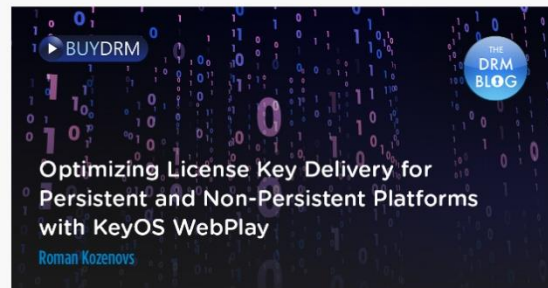 BUYDRM
THE
DRM
BLOG
Optimizing License Key Delivery for
Persistent and Non-Persistent Platforms
with KeyOS WebPlay
Roman Kozenovs